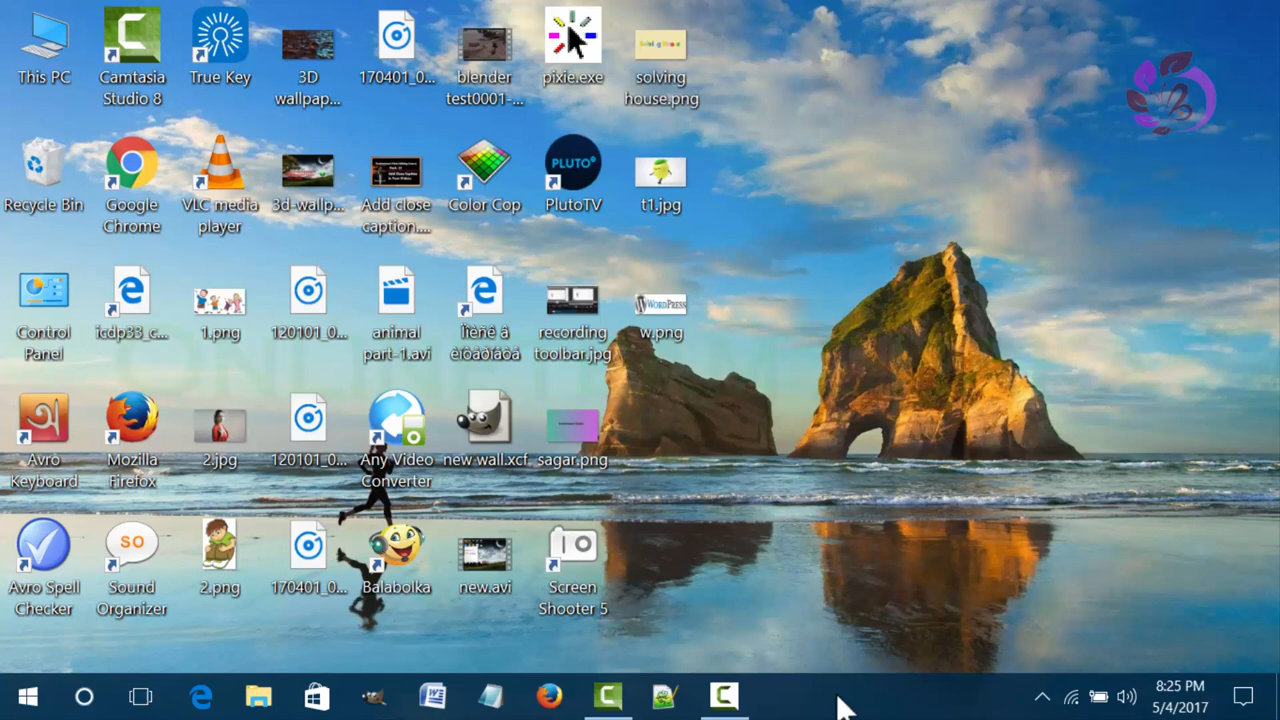 This PC
Camtasia
Studio 8
True Key
3D
wallpap...
170401_0...
blender
test0001-...
pixie.exe
solving
house.png
Recycle Bin
Google
Chrome
VLC media
player
3d-wallp...
Add close
caption....
Color Cop
PLUTO
PlutoTV
t1.jpg
Control
Panel
icdp33_c...
1.png
120101_0...
animal
part-1.avi
recording
toolbar.jpg
WORDPRESS
w.png
অ
Avro
Keyboard
Mozilla
Firefox
2.jpg
120101_0...
Any Video
Converter
new wall.xcf
sagar.png
Avro Spell
Checker
SO
Sound
Organizer
2.png
170401_0...
Balabolka
new.avi
Screen
Shooter 5
8:25 PM
5/4/2017